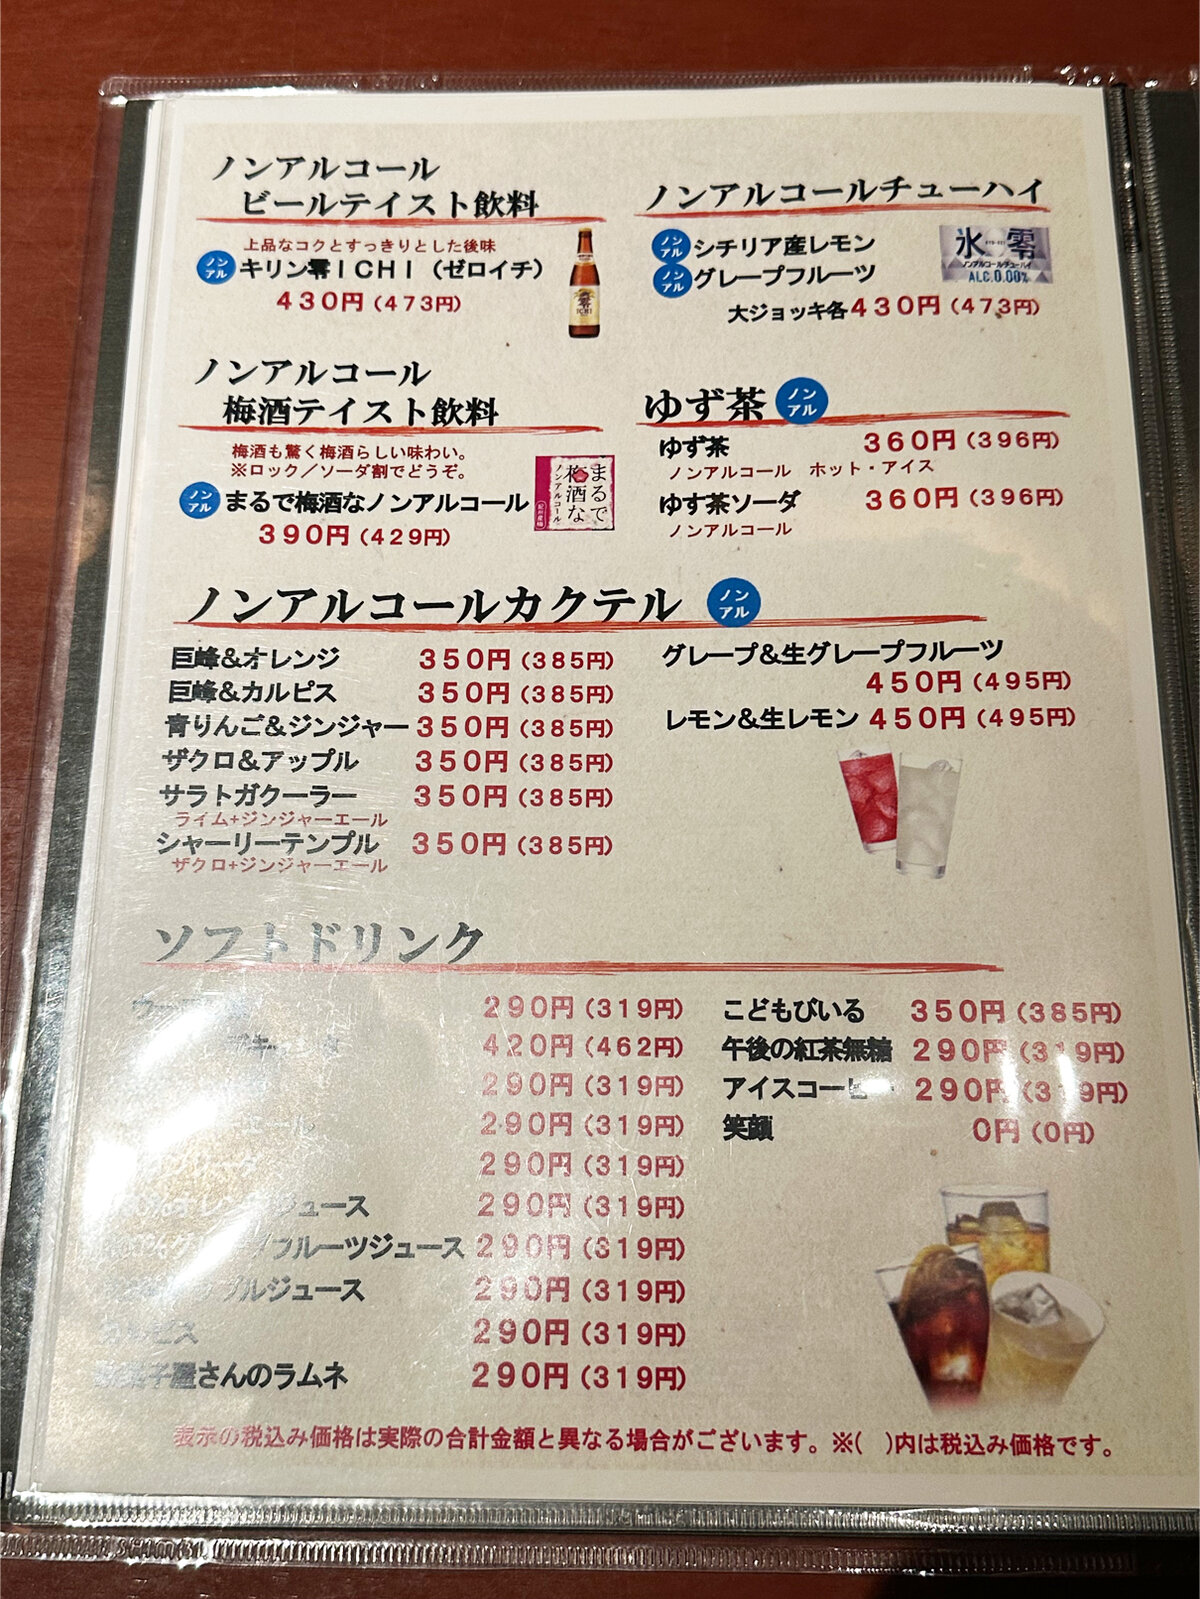 ノンアルコール
ビールテイスト飲料
上品なコクとすっきりとした後味
ノンアル キリン零ICHI（ゼロイチ）
430円（473円）
零
ICHI
ノンアルコールチューハイ
ノンアル シチリア産レモン
ノンアル グレープフルーツ
大ジョッキ各430円（473円）
氷零
ノンアルコールチューハイ
ALC.0.00%
ノンアルコール
梅酒テイスト飲料
梅酒も驚く梅酒らしい味わい。
※ロック／ソーダ割でどうぞ。
ノンアル まるで梅酒なノンアルコール
390円（429円）
まるで
梅酒な
ノンアルコール
ゆず茶 ノンアル
ゆず茶 360円（396円）
ノンアルコール ホット・アイス
ゆず茶ソーダ 360円（396円）
ノンアルコール
ノンアルコールカクテル ノンアル
巨峰&オレンジ 350円（385円）
巨峰&カルピス 350円（385円）
青りんご&ジンジャー 350円（385円）
ザクロ&アップル 350円（385円）
サラトガクーラー 350円（385円）
ライム+ジンジャーエール
シャーリーテンプル 350円（385円）
ザクロ+ジンジャーエール
グレープ&生グレープフルーツ
450円（495円）
レモン&生レモン 450円（495円）
ソフトドリンク
290円（319円）
420円（462円）
290円（319円）
エール 290円（319円）
290円（319円）
ジュース 290円（319円）
フルーツジュース 290円（319円）
プルジュース 290円（319円）
290円（319円）
子屋さんのラムネ 290円（319円）
こどもびいる 350円（385円）
午後の紅茶無糖 290円（319円）
アイスコーヒー 290円（319円）
笑顔 0円（0円）
表示の税込み価格は実際の合計金額と異なる場合がございます。※（ ）内は税込み価格です。